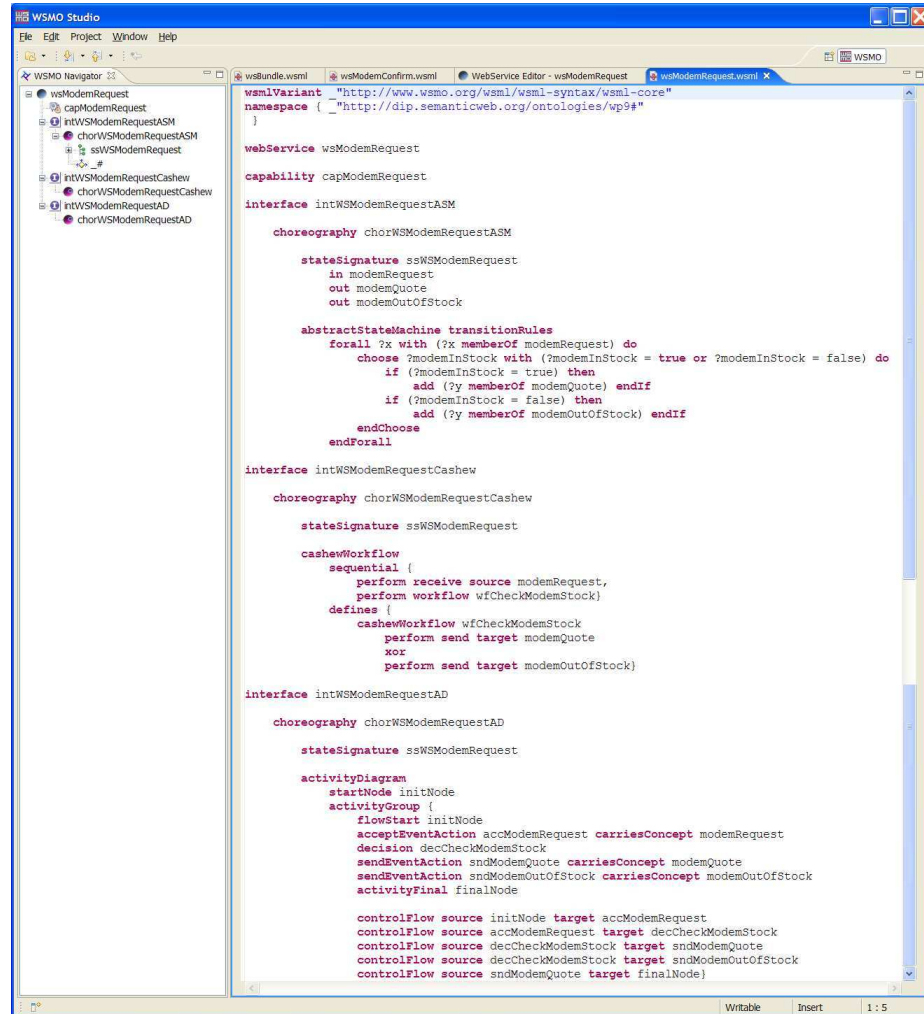 WSMO Studio
File Edit Project Window Help
WSMO
WSMO Navigator
wsBundle.wsml wsModemConfirm.wsml WebService Editor - wsModemRequest wsModemRequest.wsml
wsModemRequest
capModemRequest
intWSModemRequestASM
chorWSModemRequestASM
ssWSModemRequest
_#
intWSModemRequestCashew
chorWSModemRequestCashew
intWSModemRequestAD
chorWSModemRequestAD
wsmlVariant _"http://www.wsmo.org/wsml/wsml-syntax/wsml-core"
namespace { _"http://dip.semanticweb.org/ontologies/wp9#"
}
webService wsModemRequest
capability capModemRequest
interface intWSModemRequestASM
choreography chorWSModemRequestASM
stateSignature ssWSModemRequest
in modemRequest
out modemQuote
out modemOutOfStock
abstractStateMachine transitionRules
forall ?x with (?x memberOf modemRequest) do
choose ?modemInStock with (?modemInStock = true or ?modemInStock = false) do
if (?modemInStock = true) then
add (?y memberOf modemQuote) endIf
if (?modemInStock = false) then
add (?y memberOf modemOutOfStock) endIf
endChoose
endForall
interface intWSModemRequestCashew
choreography chorWSModemRequestCashew
stateSignature ssWSModemRequest
cashewWorkflow
sequential {
perform receive source modemRequest,
perform workflow wfCheckModemStock}
defines {
cashewWorkflow wfCheckModemStock
perform send target modemQuote
xor
perform send target modemOutOfStock}
interface intWSModemRequestAD
choreography chorWSModemRequestAD
stateSignature ssWSModemRequest
activityDiagram
startNode initNode
activityGroup {
flowStart initNode
acceptEventAction accModemRequest carriesConcept modemRequest
decision decCheckModemStock
sendEventAction sndModemQuote carriesConcept modemQuote
sendEventAction sndModemOutOfStock carriesConcept modemOutOfStock
activityFinal finalNode
controlFlow source initNode target accModemRequest
controlFlow source accModemRequest target decCheckModemStock
controlFlow source decCheckModemStock target sndModemQuote
controlFlow source decCheckModemStock target sndModemOutOfStock
controlFlow source sndModemQuote target finalNode}
Writable Insert 1 : 5